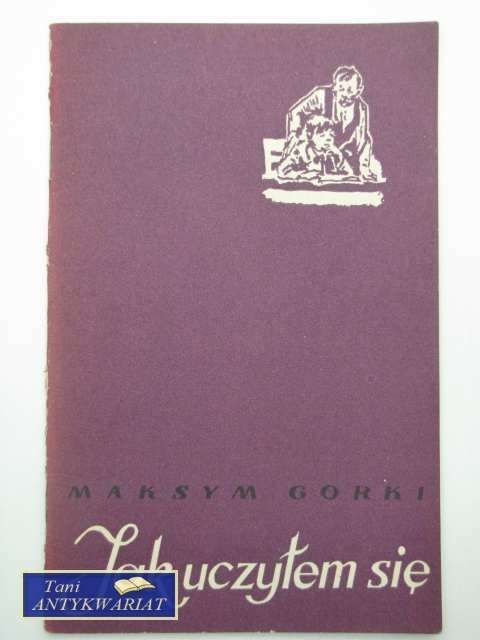 MAKSYM GORKI
Jak uczyłem się
Tani
ANTYKWARIAT